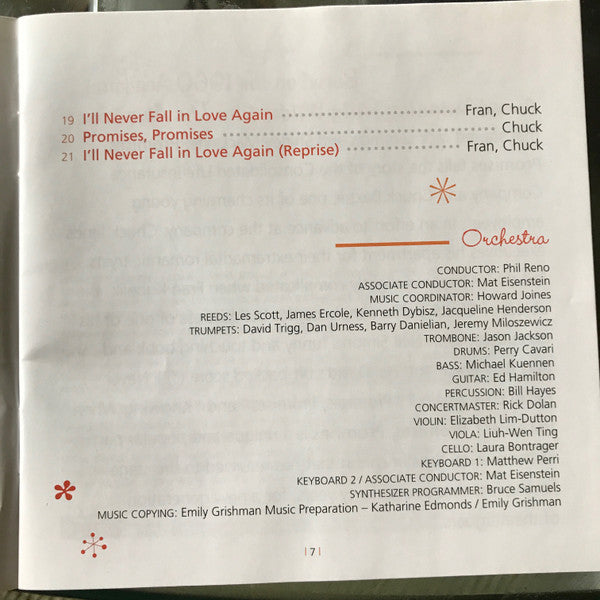 19 I'll Never Fall in Love Again Fran, Chuck
20 Promises, Promises Chuck
21 I'll Never Fall in Love Again (Reprise) Fran, Chuck
Orchestra
CONDUCTOR: Phil Reno
ASSOCIATE CONDUCTOR: Mat Eisenstein
MUSIC COORDINATOR: Howard Joines
REEDS: Les Scott, James Ercole, Kenneth Dybisz, Jacqueline Henderson
TRUMPETS: David Trigg, Dan Urness, Barry Danielian, Jeremy Miloszewicz
TROMBONE: Jason Jackson
DRUMS: Perry Cavari
BASS: Michael Kuennen
GUITAR: Ed Hamilton
PERCUSSION: Bill Hayes
CONCERTMASTER: Rick Dolan
VIOLIN: Elizabeth Lim-Dutton
VIOLA: Liuh-Wen Ting
CELLO: Laura Bontrager
KEYBOARD 1: Matthew Perri
KEYBOARD 2 / ASSOCIATE CONDUCTOR: Mat Eisenstein
SYNTHESIZER PROGRAMMER: Bruce Samuels
MUSIC COPYING: Emily Grishman Music Preparation – Katharine Edmonds / Emily Grishman
| 7 |